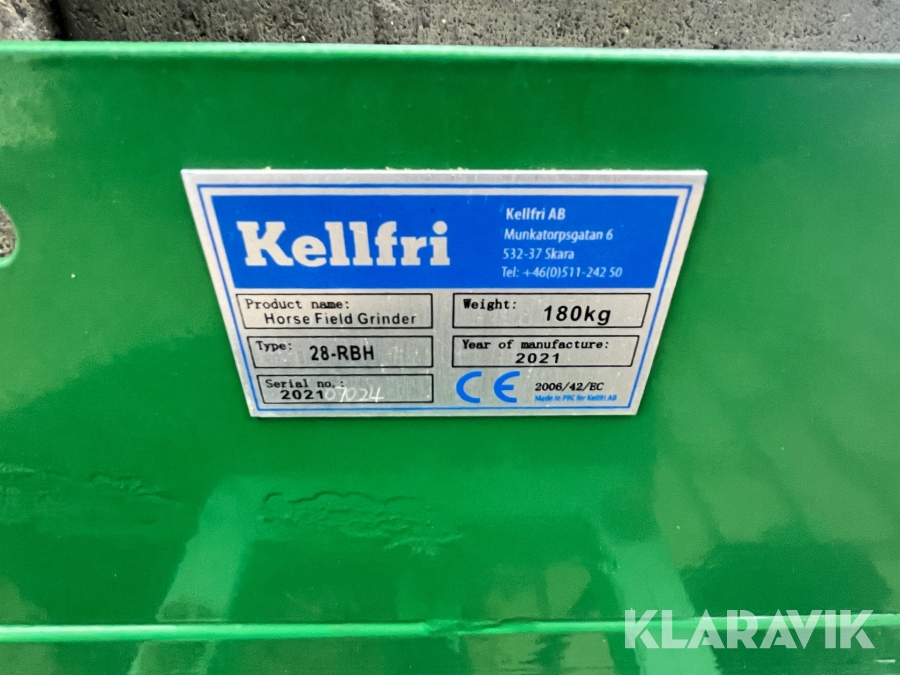 Kellfri
Kellfri AB
Munkatorpsgatan 6
532-37 Skara
Tel: +46(0)511-242 50
Product name:
Horse Field Grinder
Weight:
180kg
Type: 28-RBH
Year of manufacture:
2021
Serial no.:
202107024
CE 2006/42/EC
Made in PRC for Kellfri AB
KLARAVIK